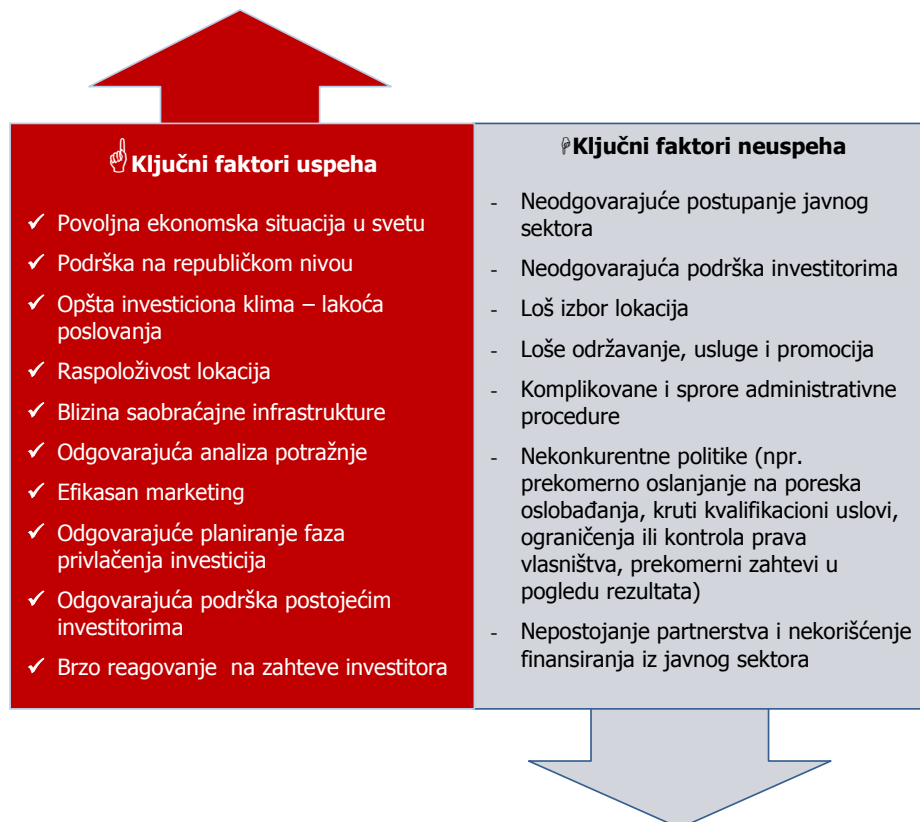 Ključni faktori uspeha
✓ Povoljna ekonomska situacija u svetu
✓ Podrška na republičkom nivou
✓ Opšta investiciona klima – lakoća
poslovanja
✓ Raspoloživost lokacija
✓ Blizina saobraćajne infrastrukture
✓ Odgovarajuća analiza potražnje
✓ Efikasan marketing
✓ Odgovarajuće planiranje faza
privlačenja investicija
✓ Odgovarajuća podrška postojećim
investitorima
✓ Brzo reagovanje na zahteve investitora
Ključni faktori neuspeha
- Neodgovarajuće postupanje javnog
sektora
- Neodgovarajuća podrška investitorima
- Loš izbor lokacija
- Loše održavanje, usluge i promocija
- Komplikovane i sprore administrativne
procedure
- Nekonkurentne politike (npr.
prekomerno oslanjanje na poreska
oslobađanja, kruti kvalifikacioni uslovi,
ograničenja ili kontrola prava
vlasništva, prekomerni zahtevi u
pogledu rezultata)
- Nepostojanje partnerstva i nekorišćenje
finansiranja iz javnog sektora